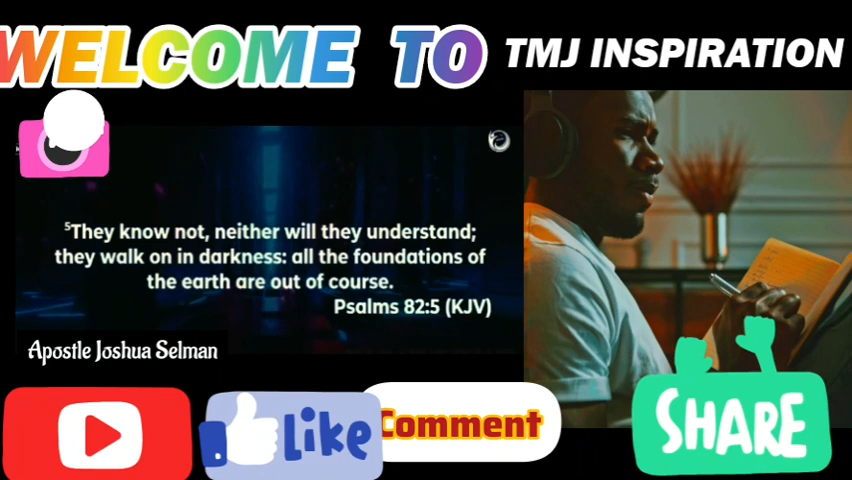 WELCOME TO TMJ INSPIRATION
5They know not, neither will they understand;
they walk on in darkness: all the foundations of
the earth are out of course.
Psalms 82:5 (KJV)
Apostle Joshua Selman
Like
Comment
SHARE